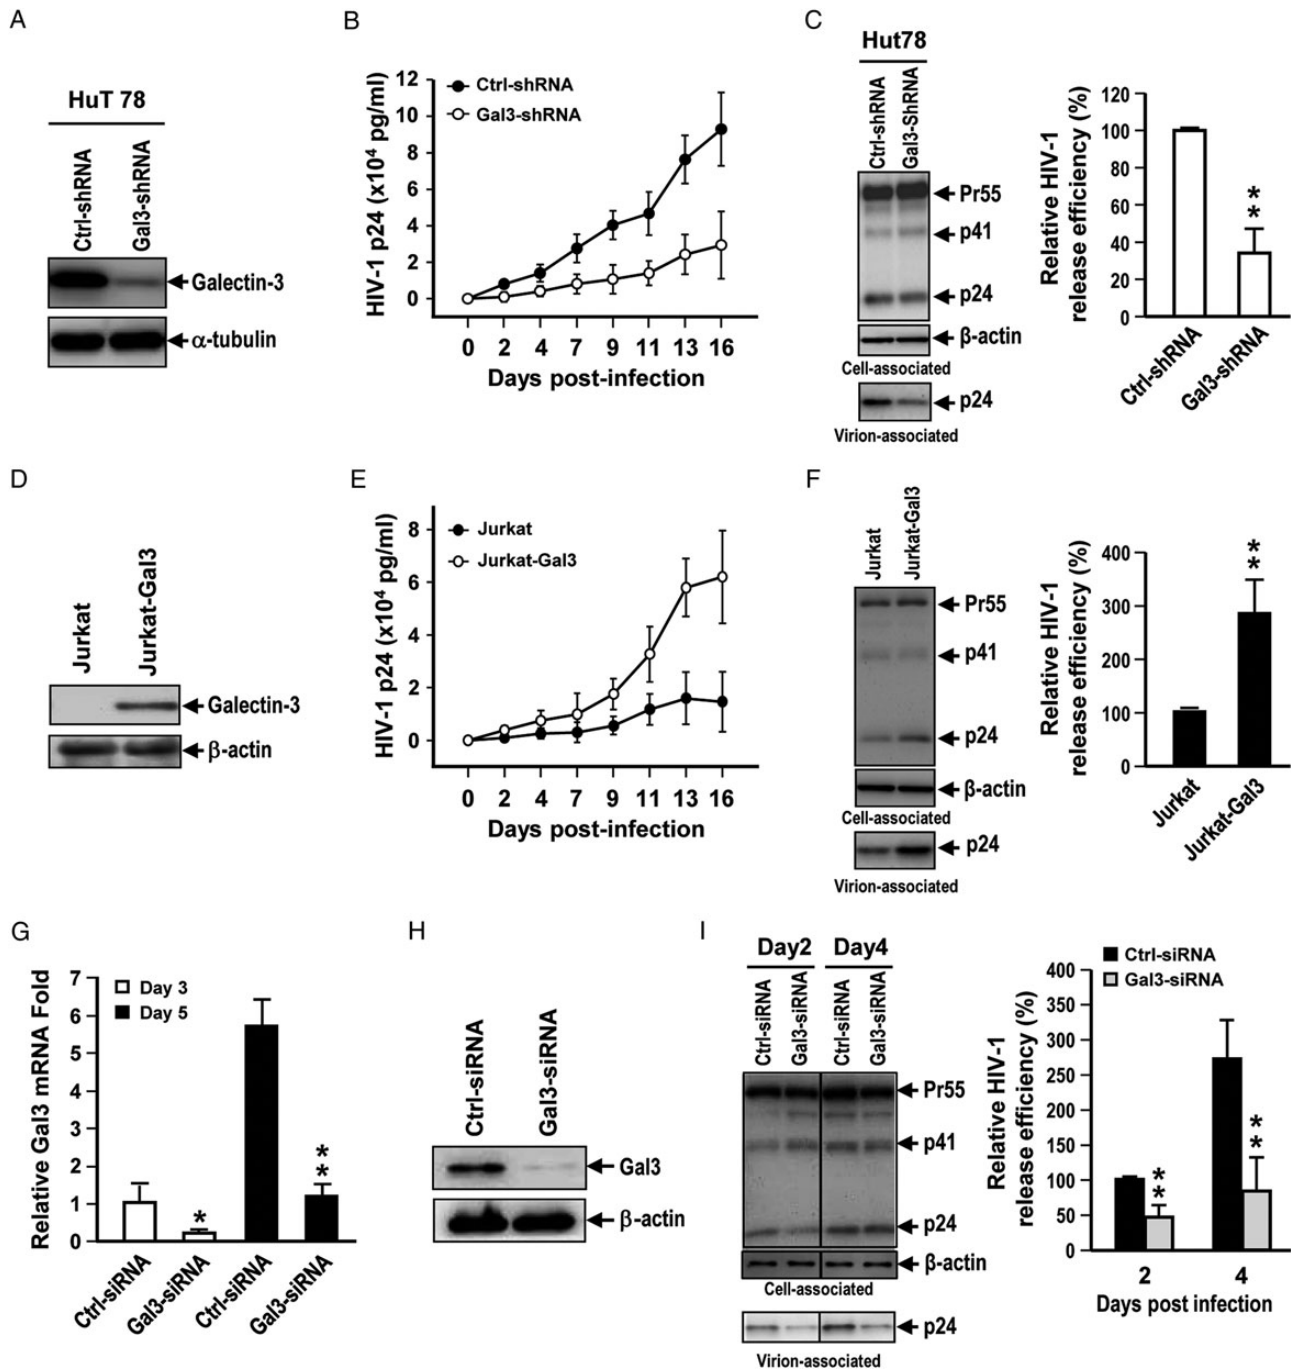 A
HuT 78
Ctrl-shRNA
Gal3-shRNA
Galectin-3
α-tubulin
B
HIV-1 p24 (x10⁴ pg/ml)
12
10
8
6
4
2
0
Ctrl-shRNA
Gal3-shRNA
0 2 4 7 9 11 13 16
Days post-infection
C
Hut78
Ctrl-shRNA
Gal3-ShRNA
Pr55
p41
p24
β-actin
Cell-associated
p24
Virion-associated
Relative HIV-1
release efficiency (%)
120
100
80
60
40
20
0
**
Ctrl-shRNA
Gal3-shRNA
D
Jurkat
Jurkat-Gal3
Galectin-3
β-actin
E
HIV-1 p24 (x10⁴ pg/ml)
8
6
4
2
0
Jurkat
Jurkat-Gal3
0 2 4 7 9 11 13 16
Days post-infection
F
Jurkat
Jurkat-Gal3
Pr55
p41
p24
β-actin
Cell-associated
p24
Virion-associated
Relative HIV-1
release efficiency (%)
400
300
200
100
0
**
Jurkat
Jurkat-Gal3
G
Relative Gal3 mRNA Fold
7
6
5
4
3
2
1
0
Day 3
Day 5
*
**
Ctrl-siRNA
Gal3-siRNA
Ctrl-siRNA
Gal3-siRNA
H
Ctrl-siRNA
Gal3-siRNA
Gal3
β-actin
I
Day2 Day4
Ctrl-siRNA
Gal3-siRNA
Ctrl-siRNA
Gal3-siRNA
Pr55
p41
p24
β-actin
Cell-associated
p24
Virion-associated
Relative HIV-1
release efficiency (%)
400
350
300
250
200
150
100
50
0
Ctrl-siRNA
Gal3-siRNA
**
**
2 4
Days post infection